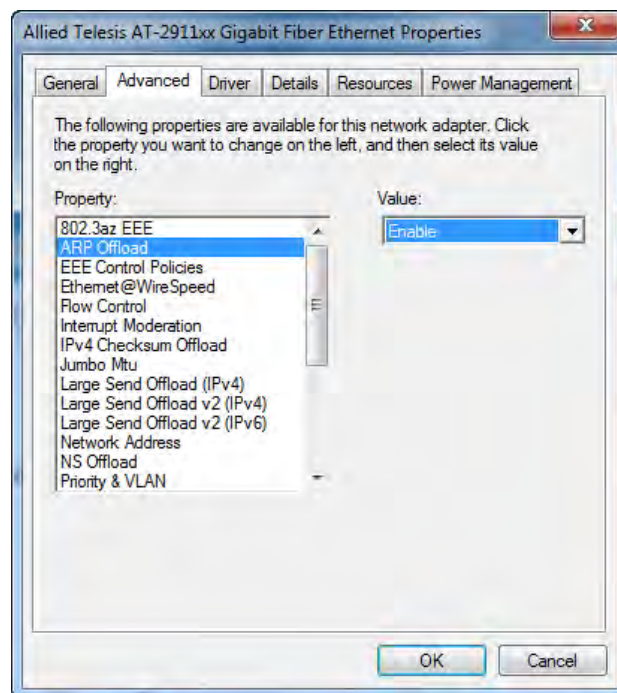 Allied Telesis AT-2911xx Gigabit Fiber Ethernet Properties
General Advanced Driver Details Resources Power Management
The following properties are available for this network adapter. Click
the property you want to change on the left, and then select its value
on the right.
Property:
Value:
802.3az EEE
ARP Offload
EEE Control Policies
Ethernet@WireSpeed
Flow Control
Interrupt Moderation
IPv4 Checksum Offload
Jumbo Mtu
Large Send Offload (IPv4)
Large Send Offload v2 (IPv4)
Large Send Offload v2 (IPv6)
Network Address
NS Offload
Priority & VLAN
Enable
OK
Cancel